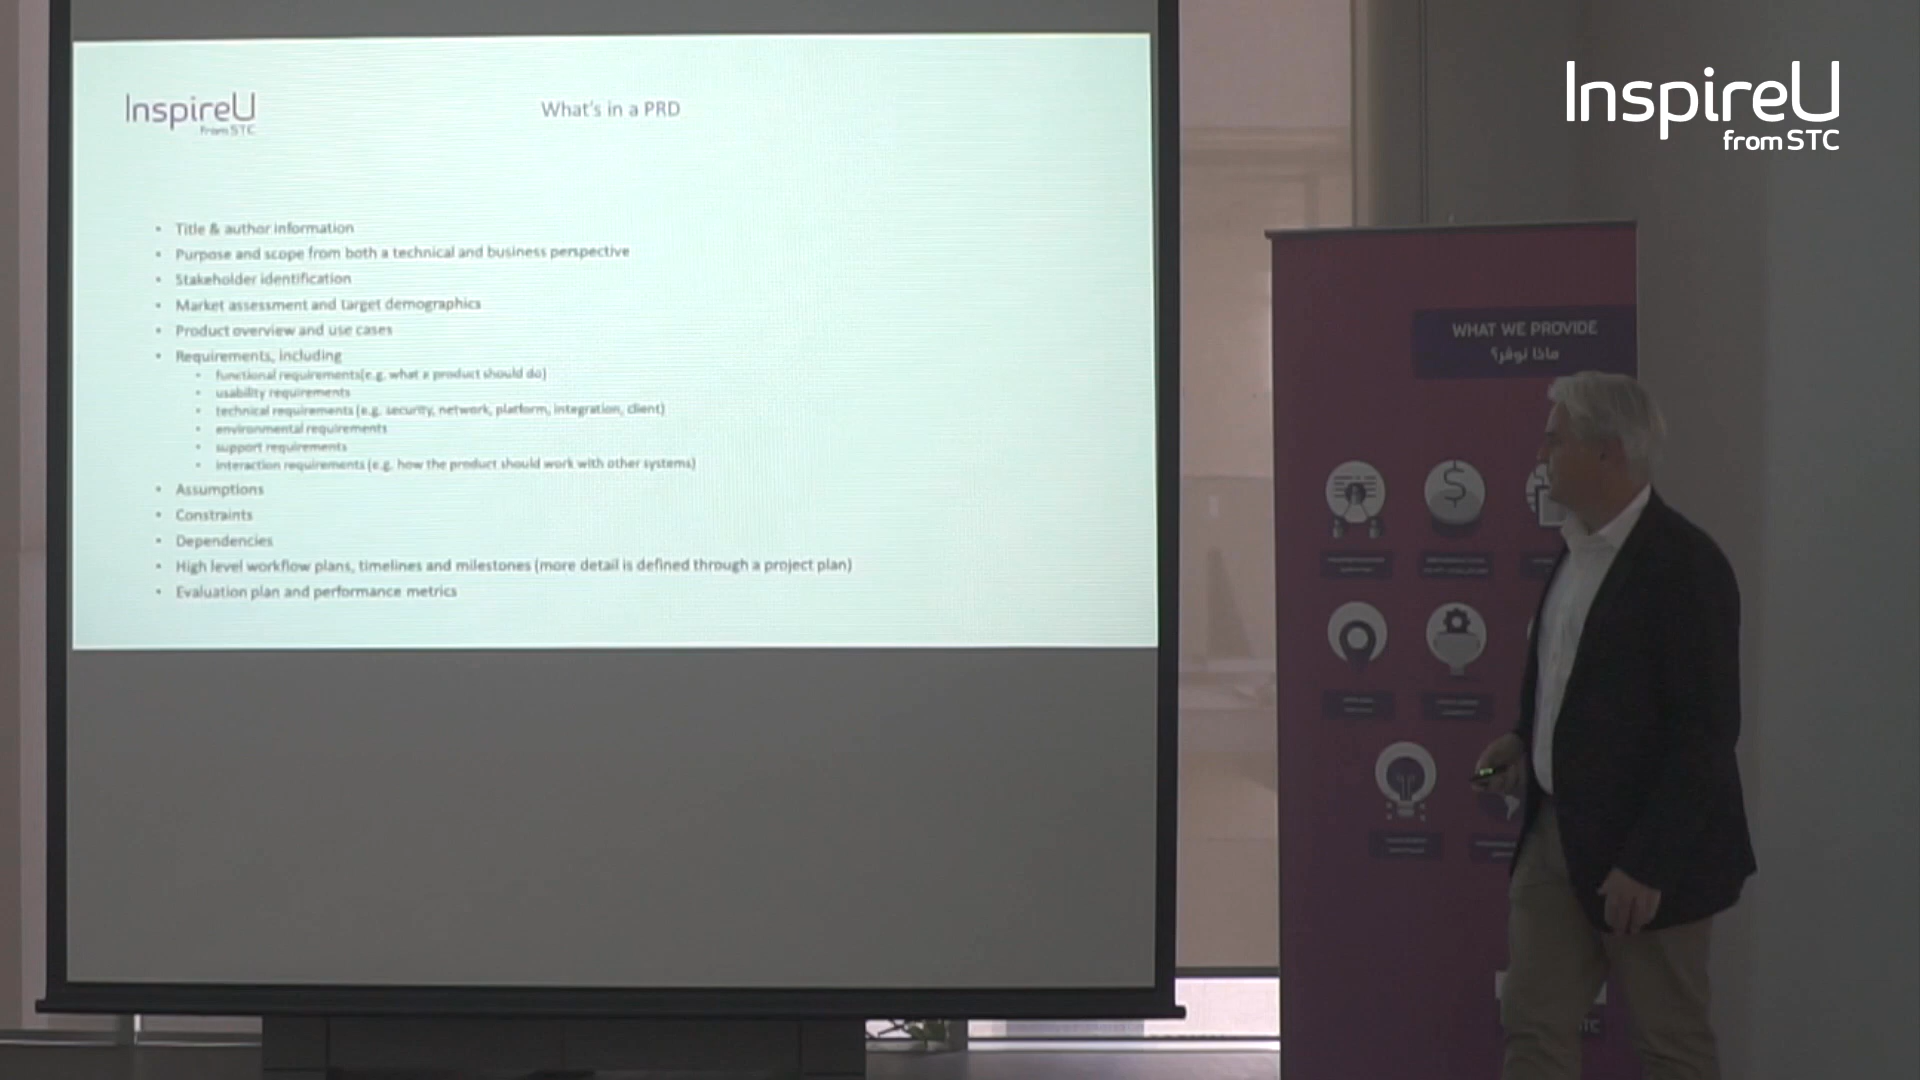 InspireU
from STC
What's in a PRD
• Title & author information
• Purpose and scope from both a technical and business perspective
• Stakeholder identification
• Market assessment and target demographics
• Product overview and use cases
• Requirements, including
• functional requirements(e.g. what a product should do)
• usability requirements
• technical requirements (e.g. security, network, platform, integration, client)
• environmental requirements
• support requirements
• interaction requirements (e.g. how the product should work with other systems)
• Assumptions
• Constraints
• Dependencies
• High level workflow plans, timelines and milestones (more detail is defined through a project plan)
• Evaluation plan and performance metrics
InspireU
from STC
WHAT WE PROVIDE
ماذا نوفر؟
STC